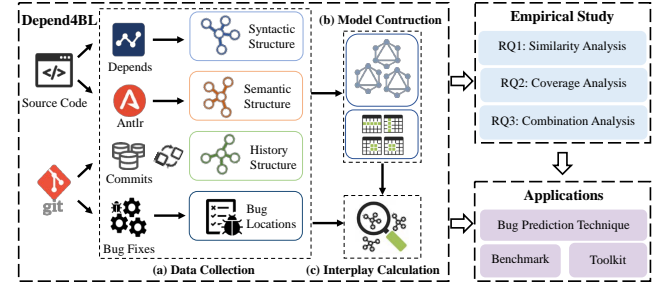 Depend4BL
(b) Model Contruction
Empirical Study
Source Code
Depends
Syntactic
Structure
RQ1: Similarity Analysis
RQ2: Coverage Analysis
RQ3: Combination Analysis
Antlr
Semantic
Structure
git
Commits
History
Structure
Bug Fixes
Bug
Locations
Applications
Bug Prediction Technique
Benchmark
Toolkit
(a) Data Collection
(c) Interplay Calculation